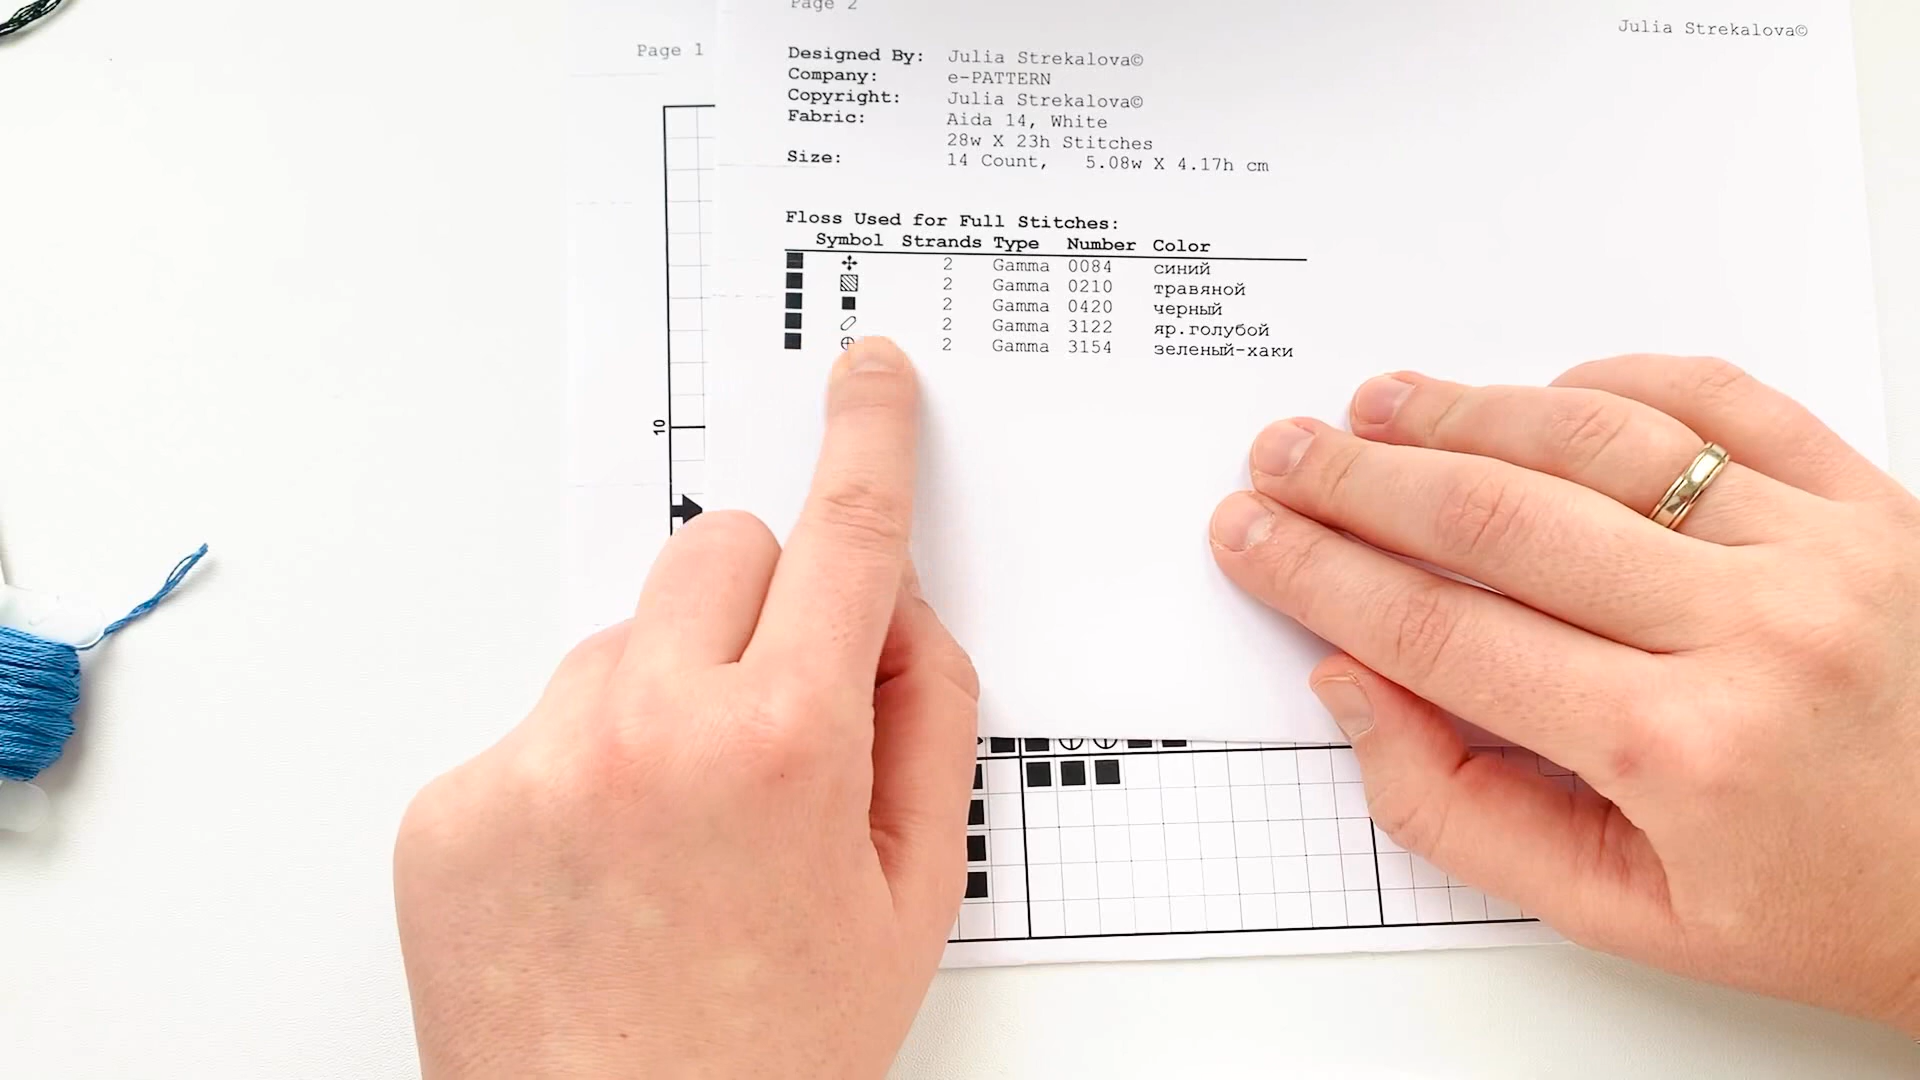 Page 2
Julia Strekalova©
Page 1
Designed By: Julia Strekalova©
Company: e-PATTERN
Copyright: Julia Strekalova©
Fabric: Aida 14, White
28w X 23h Stitches
Size: 14 Count, 5.08w X 4.17h cm
Floss Used for Full Stitches:
Symbol Strands Type Number Color
2 Gamma 0084 синий
2 Gamma 0210 травяной
2 Gamma 0420 черный
2 Gamma 3122 яр.голубой
2 Gamma 3154 зеленый-хаки
10